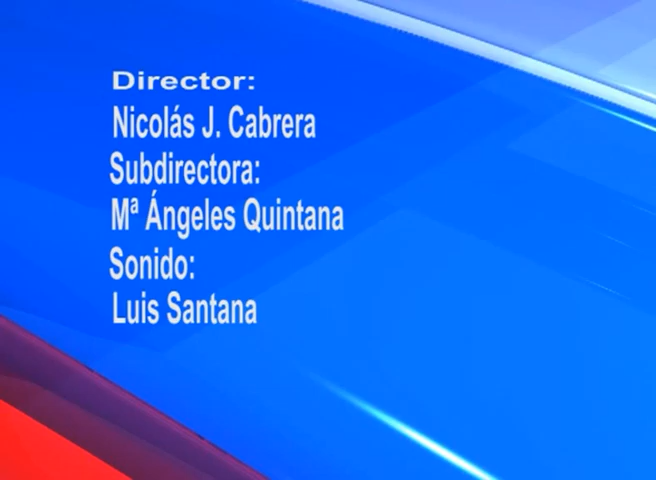 Director:
Nicolás J. Cabrera
Subdirectora:
Mª Ángeles Quintana
Sonido:
Luis Santana